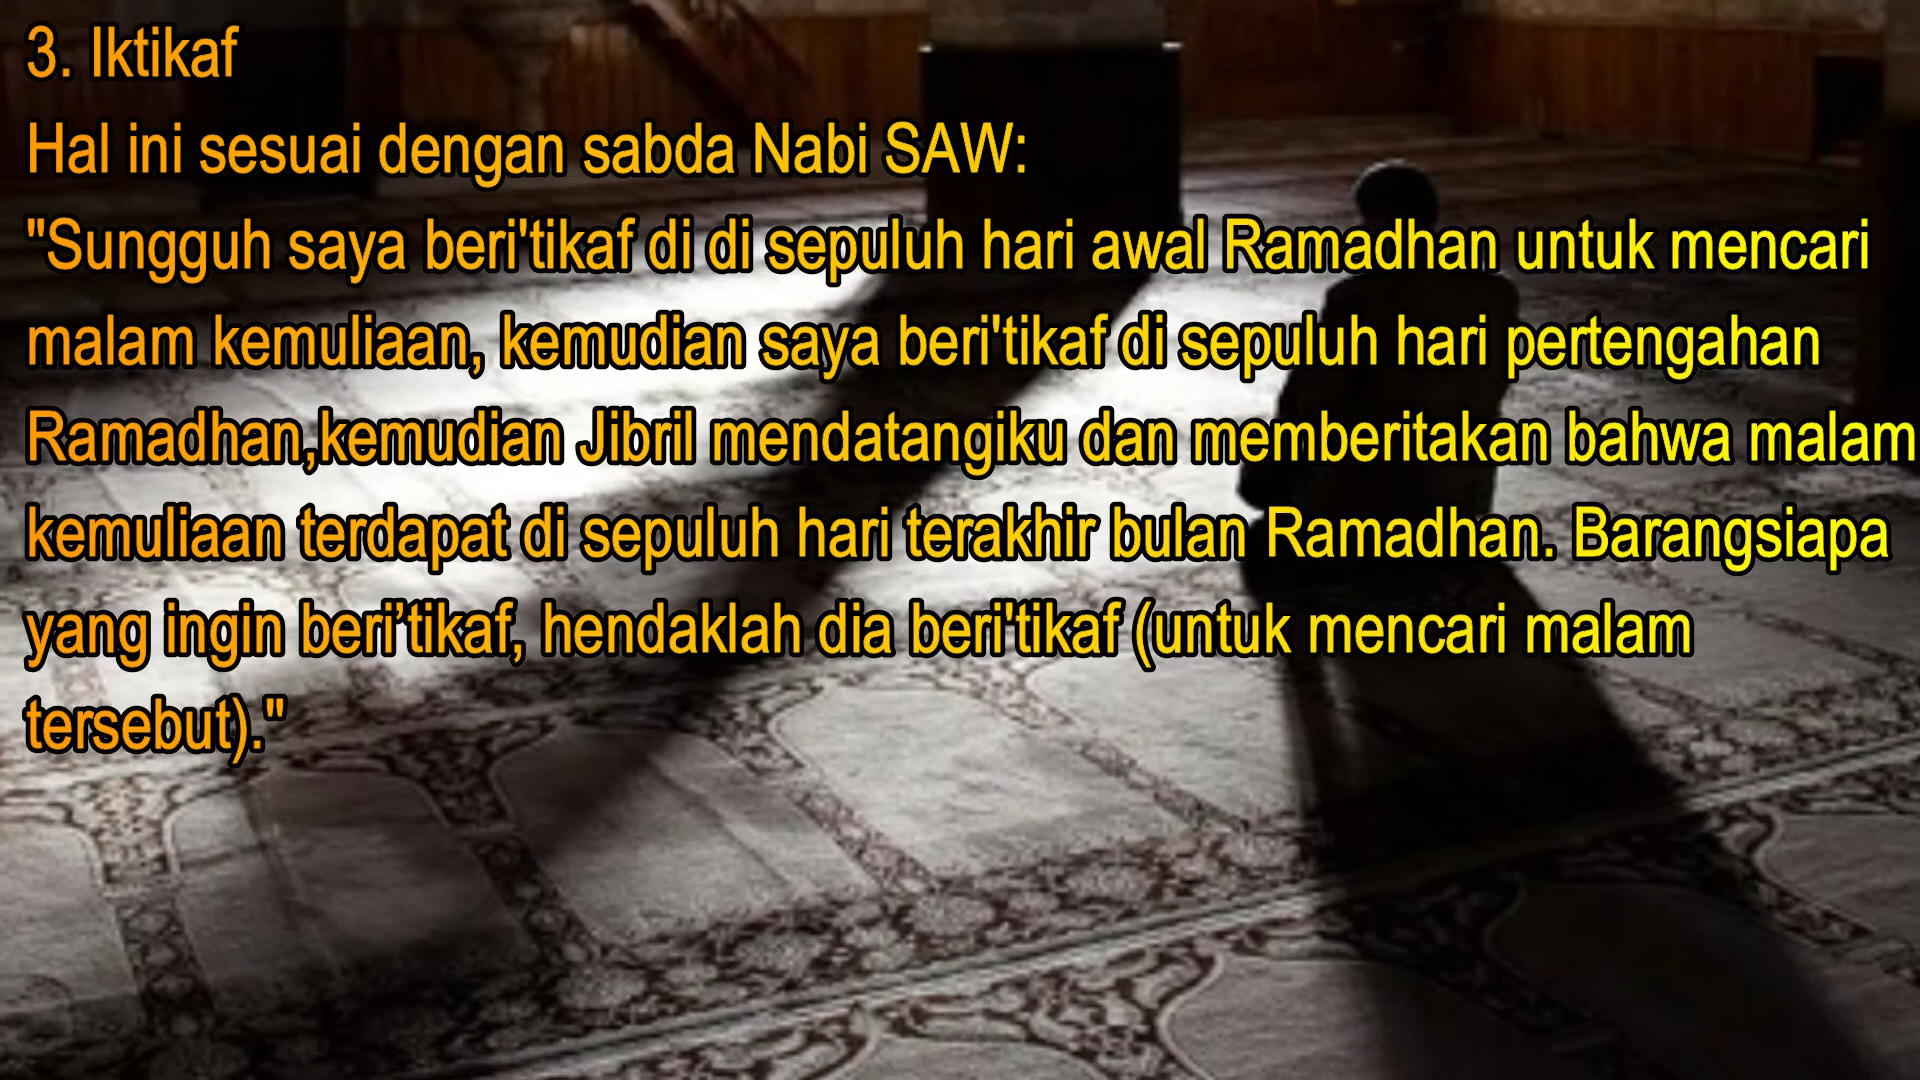 3. Iktikaf
Hal ini sesuai dengan sabda Nabi SAW:
"Sungguh saya beri'tikaf di di sepuluh hari awal Ramadhan untuk mencari
malam kemuliaan, kemudian saya beri'tikaf di sepuluh hari pertengahan
Ramadhan,kemudian Jibril mendatangiku dan memberitakan bahwa malam
kemuliaan terdapat di sepuluh hari terakhir bulan Ramadhan. Barangsiapa
yang ingin beri’tikaf, hendaklah dia beri'tikaf (untuk mencari malam
tersebut)."